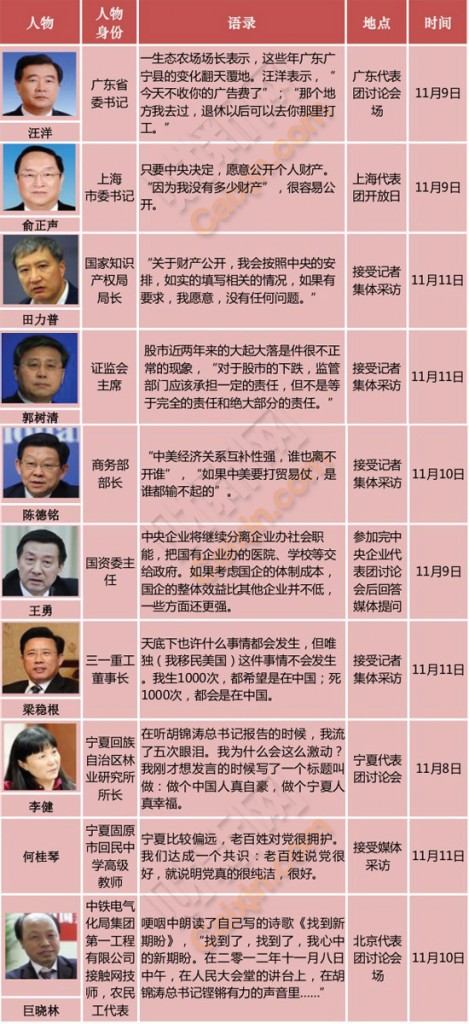 人物
人物
身份
语录
地点
时间
汪洋
广东省
委书记
一生态农场场长表示，这些年广东广
宁县的变化翻天覆地。汪洋表示，“
今天不收你的广告费了”；“那个地
方我去过，退休以后可以去你那里打
工。”
广东代表
团讨论会
场
11月9日
俞正声
上海
市委书记
只要中央决定，愿意公开个人财产。
“因为我没有多少财产”，很容易公
开。
上海代表
团开放日
11月9日
田力普
国家知识
产权局
局长
“关于财产公开，我会按照中央的安
排，如实的填写相关的情况，如果有
要求，我愿意，没有任何问题。”
接受记者
集体采访
11月11日
郭树清
证监会
主席
股市近两年来的大起大落是件很不正
常的现象，“对于股市的下跌，监管
部门应该承担一定的责任，但不是等
于完全的责任和绝大部分的责任。”
接受记者
集体采访
11月11日
陈德铭
商务部
部长
“中美经济关系互补性强，谁也离不
开谁”，“如果中美要打贸易仗，是
谁都输不起的”。
接受记者
集体采访
11月10日
王勇
国资委主
任
中央企业将继续分离企业办社会职
能，把国有企业办的医院、学校等交
给政府。如果考虑国企的体制成本，
国企的整体效益比其他企业并不低，
一些方面还更强。
参加完中
央企业代
表团讨论
会后回答
媒体提问
11月9日
梁稳根
三一重工
董事长
天底下也许什么事情都会发生，但唯
独（我移民美国）这件事情不会发生
。我生1000次，都希望是在中国；死
1000次，都会是在中国。
接受记者
集体采访
11月11日
李健
宁夏回族
自治区林
业研究所
所长
在听胡锦涛总书记报告的时候，我流
了五次眼泪。我为什么会这么激动？
我刚才想发言的时候写了一个标题叫
做：做个中国人真自豪，做个宁夏人
真幸福。
宁夏代表
团讨论会
11月8日
何桂琴
宁夏固原
市回民中
学高级
教师
宁夏比较偏远，老百姓对党很拥护。
我们达成一个共识：老百姓说党很
好，就说明党真的很纯洁，很好。
接受媒体
采访
11月11日
巨晓林
中铁电气
化局集团
第一工程
有限公司
接触网技
师，农民
工代表
哽咽中朗读了自己写的诗歌《找到新
期盼》，“找到了，找到了，我心中
的新期盼。在二零一二年十一月八日
中午，在人民大会堂的讲台上，在胡
锦涛总书记铿锵有力的声音里……”
北京代表
团讨论会
场
11月10日
财新网
Caixin.com